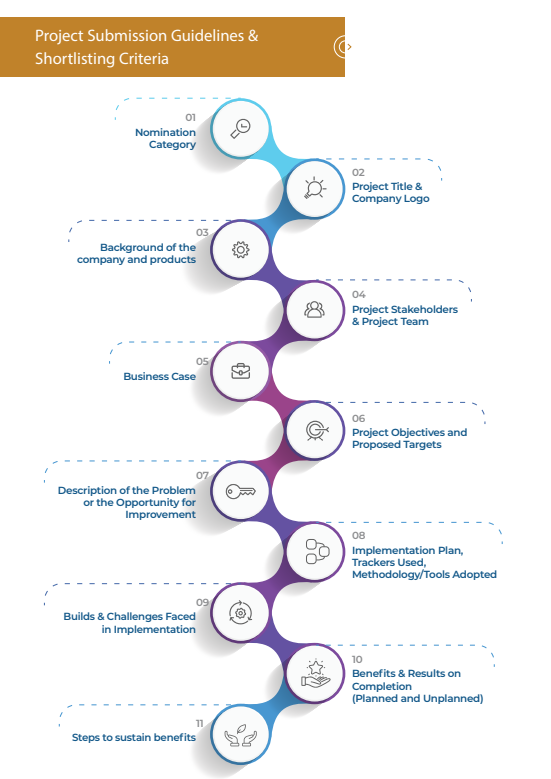 Project Submission Guidelines &
Shortlisting Criteria
01
Nomination
Category
02
Project Title &
Company Logo
03
Background of the
company and products
04
Project Stakeholders
& Project Team
05
Business Case
06
Project Objectives and
Proposed Targets
07
Description of the Problem
or the Opportunity for
Improvement
08
Implementation Plan,
Trackers Used,
Methodology/Tools Adopted
09
Builds & Challenges Faced
in Implementation
10
Benefits & Results on
Completion
(Planned and Unplanned)
11
Steps to sustain benefits